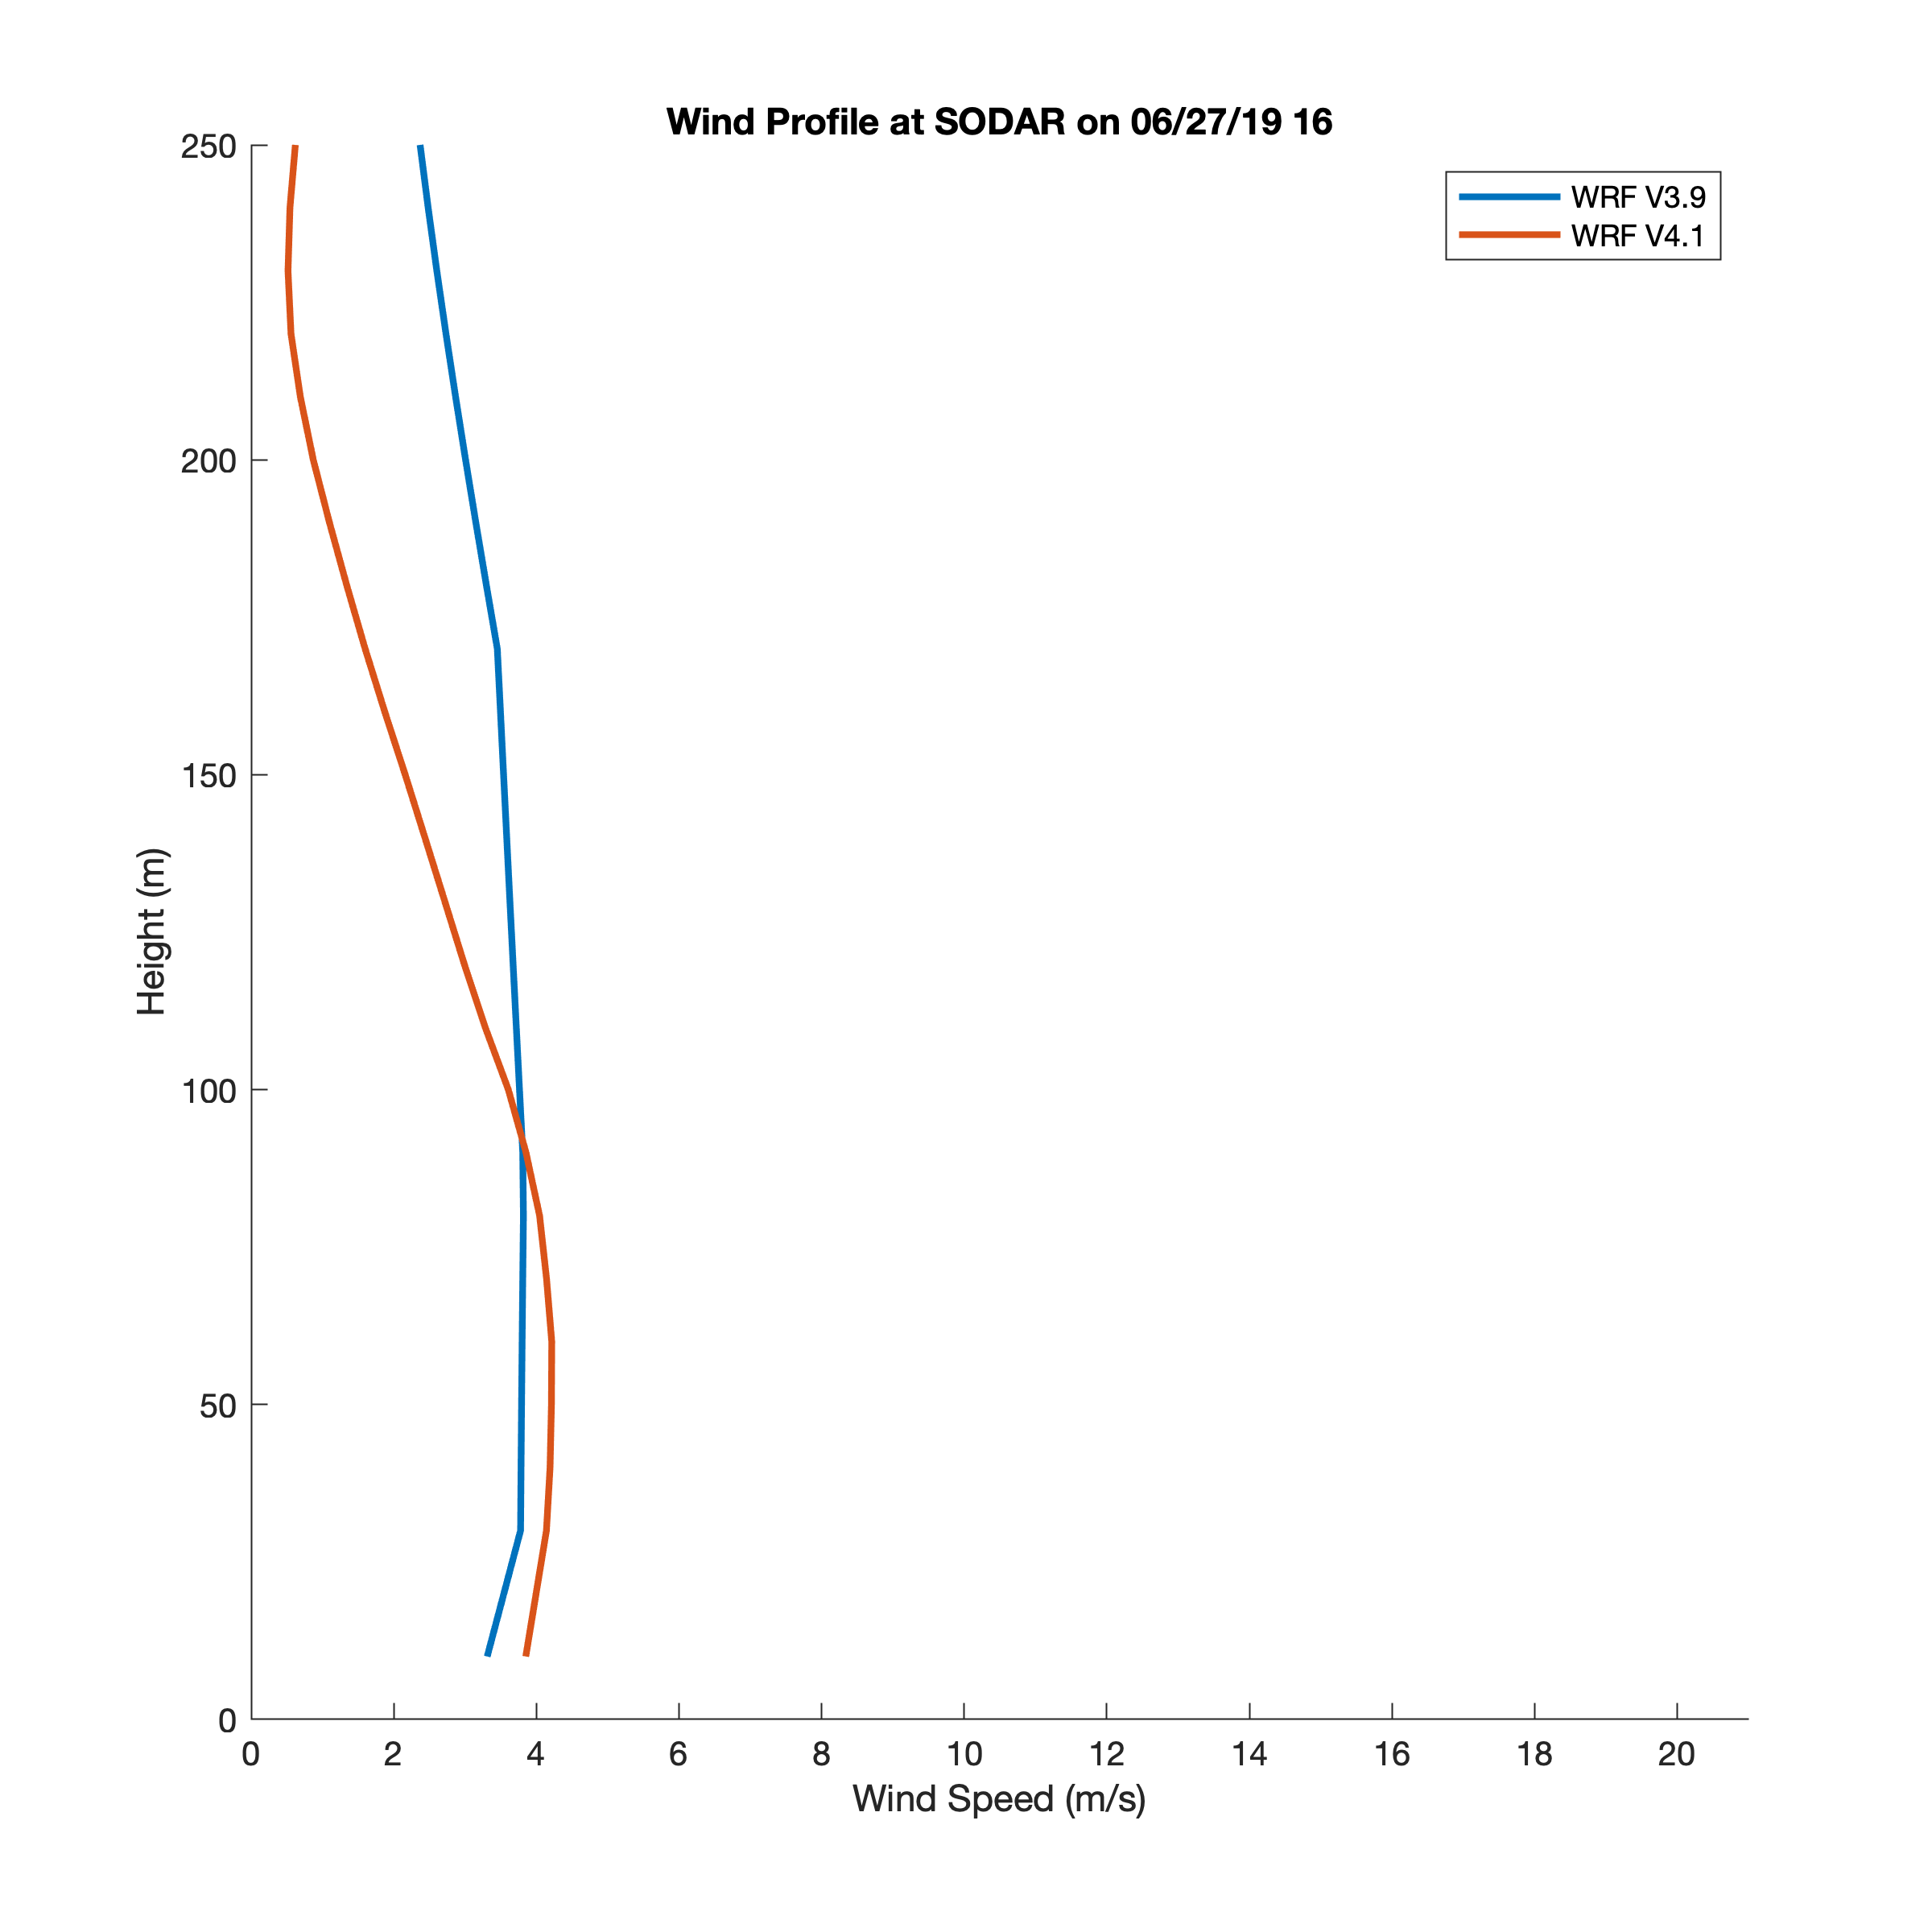 Wind Profile at SODAR on 06/27/19 16
WRF V3.9
WRF V4.1
250
200
150
100
50
0
Height (m)
0 2 4 6 8 10 12 14 16 18 20
Wind Speed (m/s)